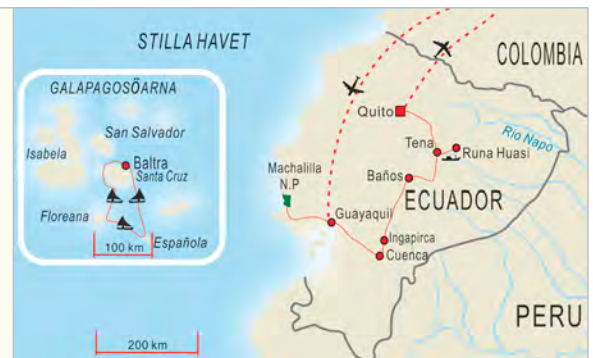 STILLA HAVET
COLOMBIA
GALAPAGOSÖARNA
San Salvador
Isabela
Baltra
Santa Cruz
Floreana
Española
100 km
200 km
Quito
Rio Napo
Tena
Runa Huasi
Machalilla
N.P
Baños
ECUADOR
Guayaquil
Ingapirca
Cuenca
PERU